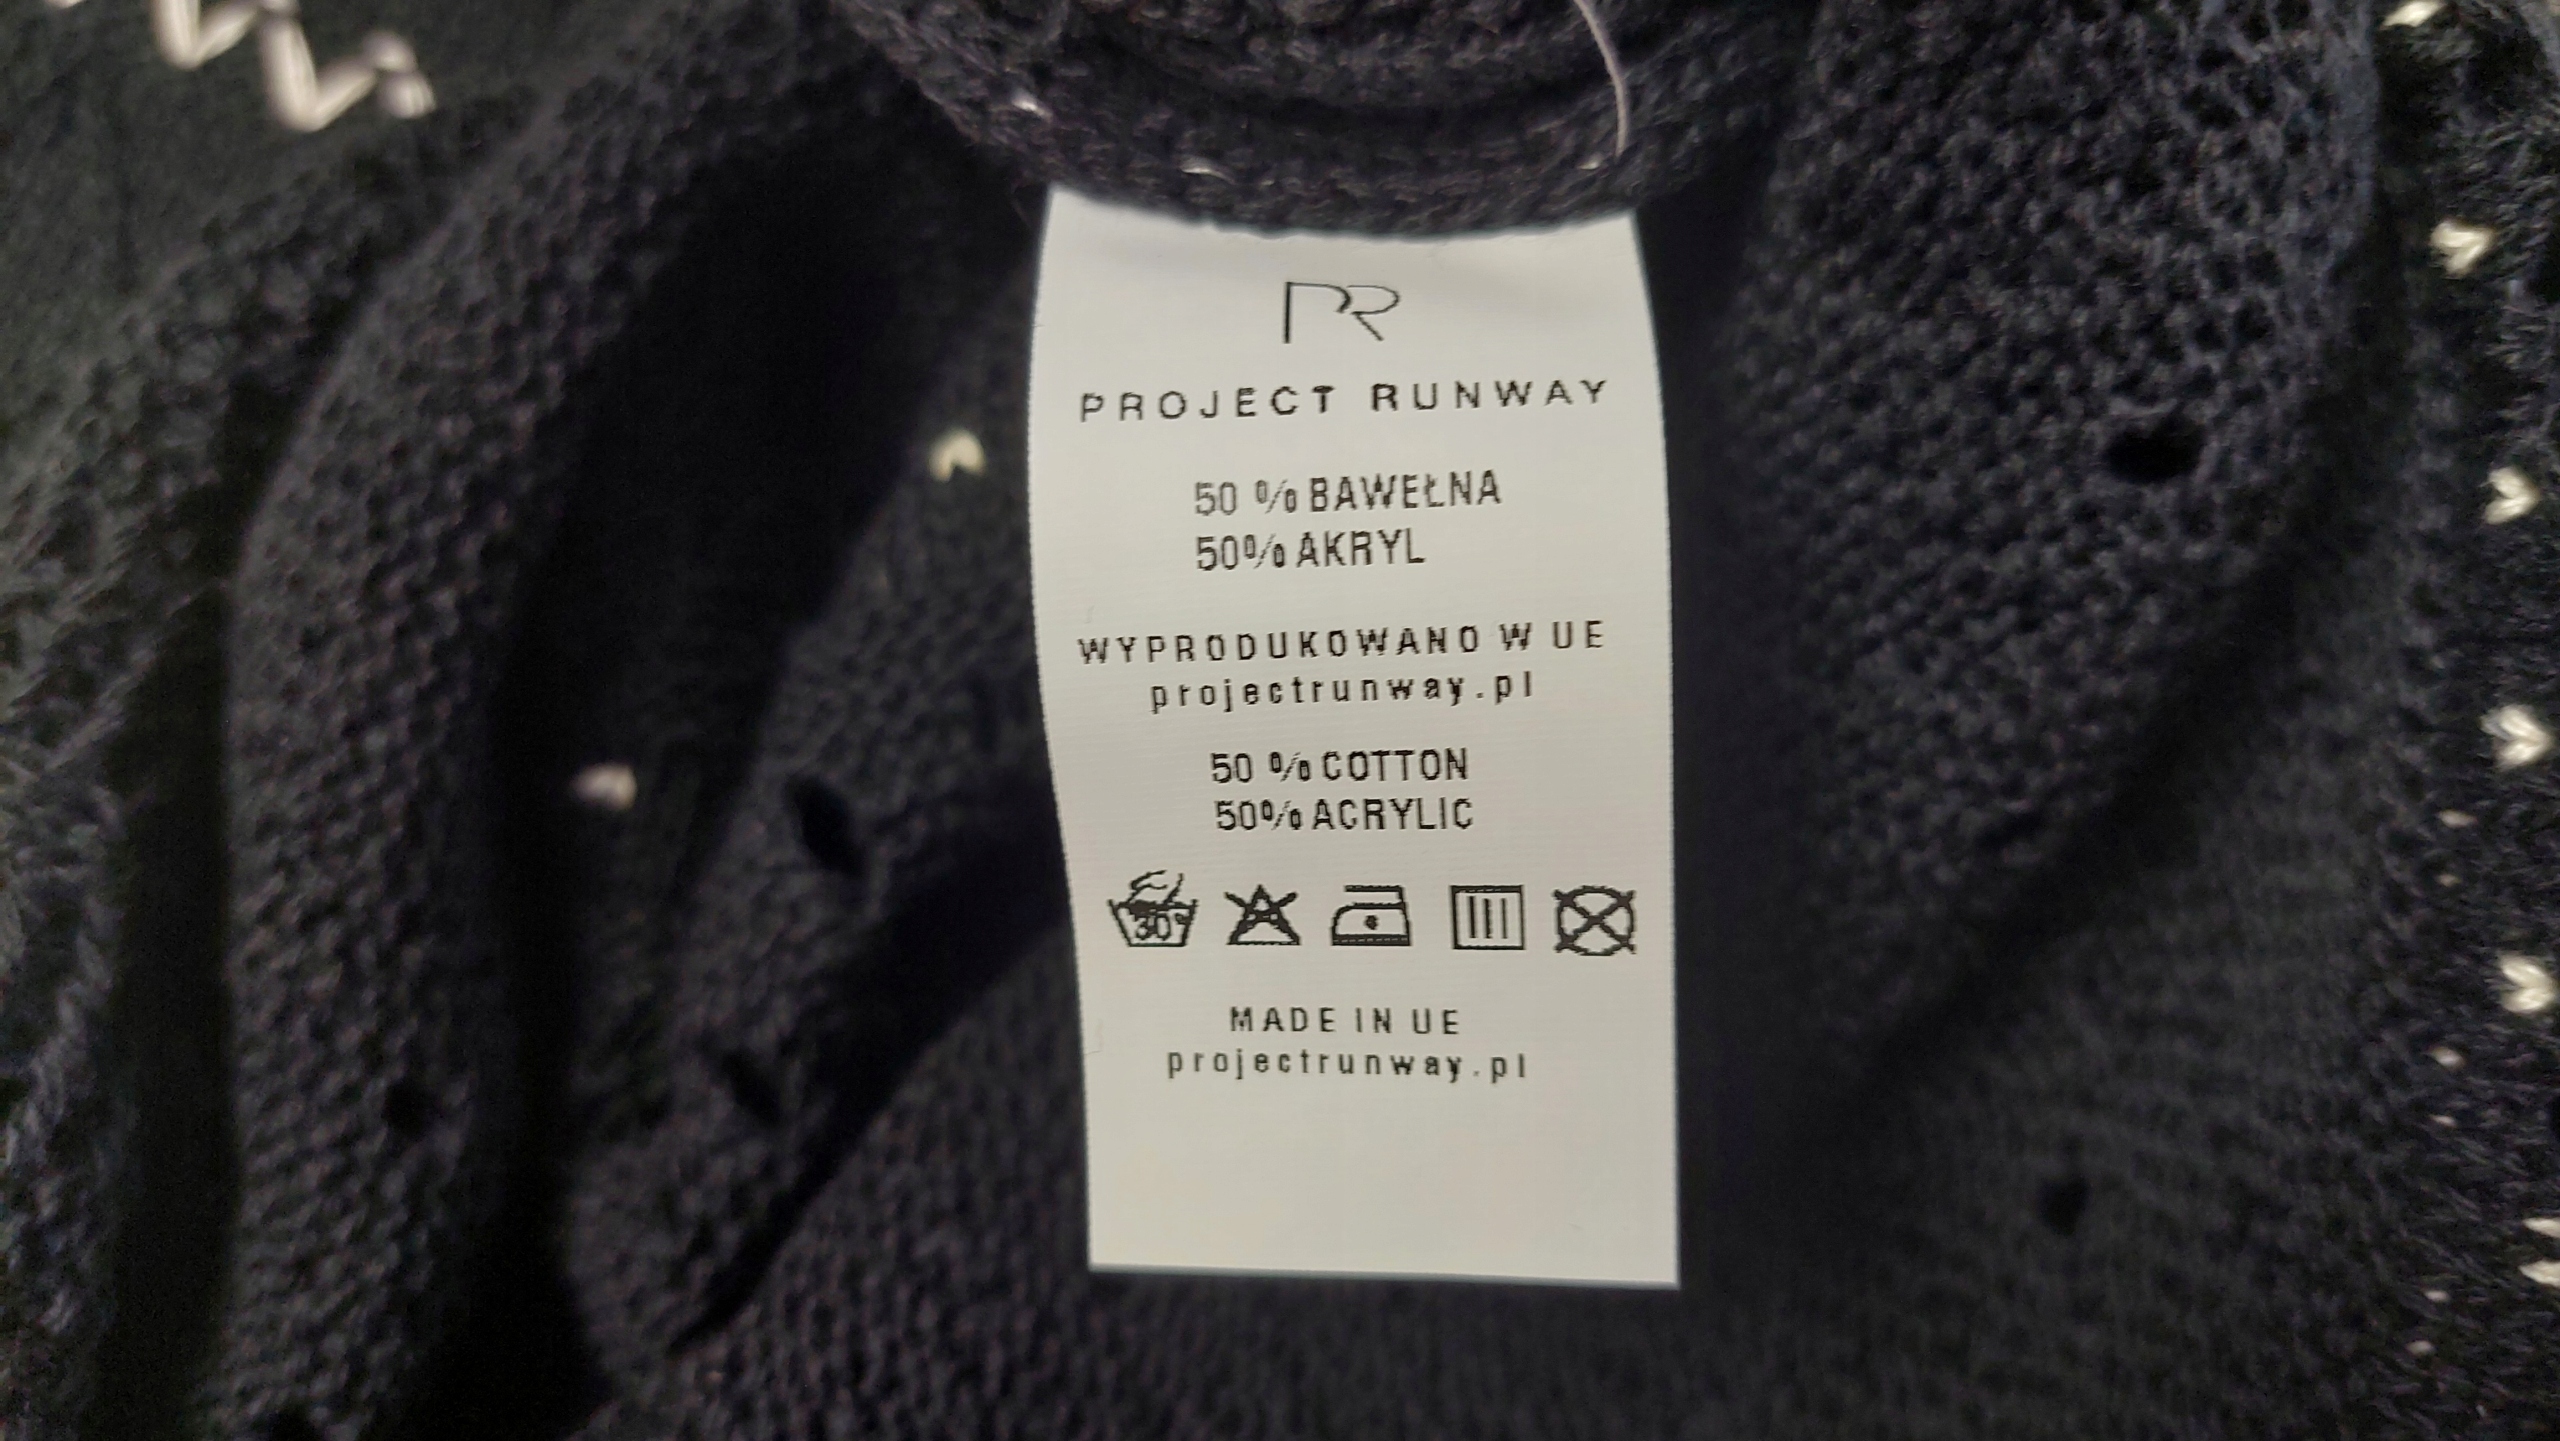 PR
PROJECT RUNWAY
50 % BAWEŁNA
50% AKRYL
WYPRODUKOWANO W UE
projectrunway.pl
50 % COTTON
50% ACRYLIC
30°
MADE IN UE
projectrunway.pl